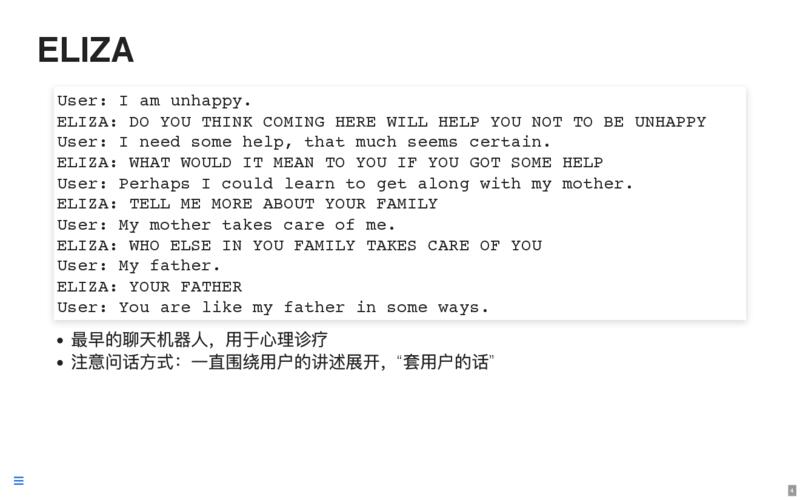 ELIZA
User: I am unhappy.
ELIZA: DO YOU THINK COMING HERE WILL HELP YOU NOT TO BE UNHAPPY
User: I need some help, that much seems certain.
ELIZA: WHAT WOULD IT MEAN TO YOU IF YOU GOT SOME HELP
User: Perhaps I could learn to get along with my mother.
ELIZA: TELL ME MORE ABOUT YOUR FAMILY
User: My mother takes care of me.
ELIZA: WHO ELSE IN YOU FAMILY TAKES CARE OF YOU
User: My father.
ELIZA: YOUR FATHER
User: You are like my father in some ways.
• 最早的聊天机器人，用于心理诊疗
• 注意问话方式：一直围绕用户的讲述展开，“套用户的话”
4